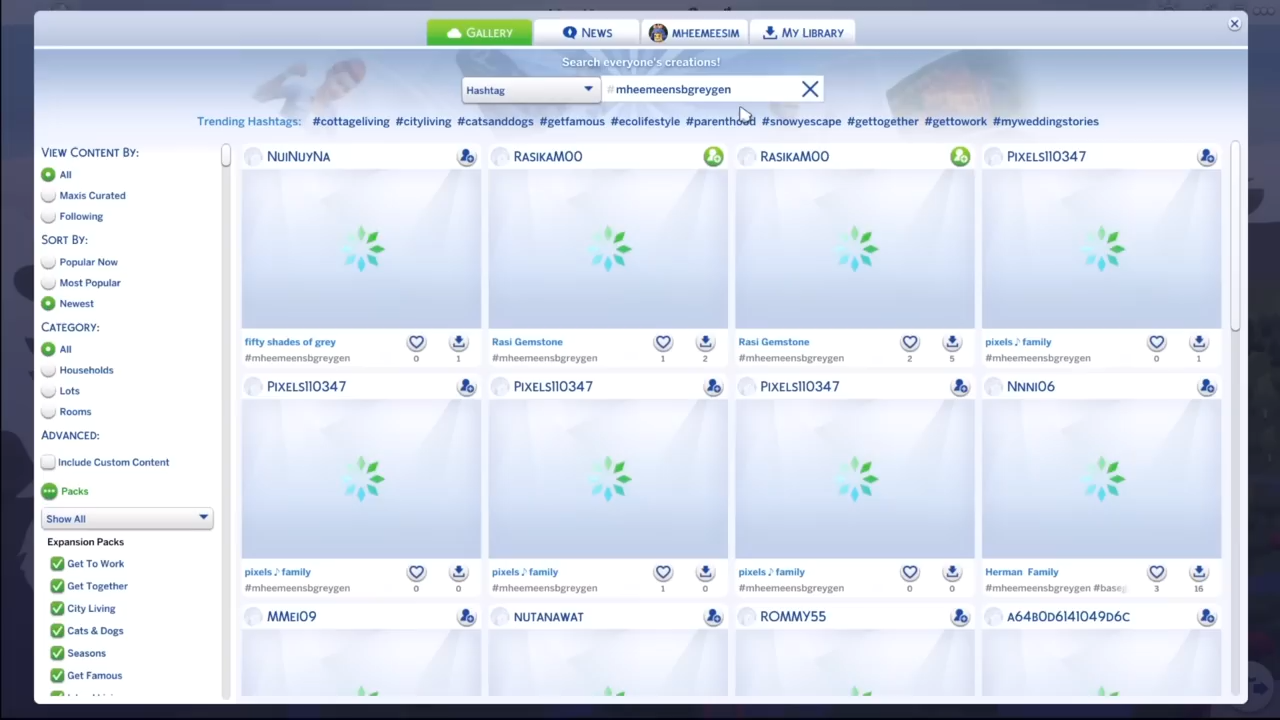 GALLERY
NEWS
MHEEMEESIM
MY LIBRARY
Search everyone's creations!
Hashtag
# mheemeensbgreygen
Trending Hashtags: #cottageliving #cityliving #catsanddogs #getfamous #ecolifestyle #parenthood #snowyescape #gettogether #gettowork #myweddingstories
VIEW CONTENT BY:
All
Maxis Curated
Following
SORT BY:
Popular Now
Most Popular
Newest
CATEGORY:
All
Households
Lots
Rooms
ADVANCED:
Include Custom Content
Packs
Show All
Expansion Packs
Get To Work
Get Together
City Living
Cats & Dogs
Seasons
Get Famous
NUINUYNA
fifty shades of grey
#mheemeensbgreygen
0
1
RASIKAM00
Rasi Gemstone
#mheemeensbgreygen
1
2
RASIKAM00
Rasi Gemstone
#mheemeensbgreygen
2
5
PIXELS110347
pixels♪family
#mheemeensbgreygen
0
1
PIXELS110347
pixels♪family
#mheemeensbgreygen
0
0
PIXELS110347
pixels♪family
#mheemeensbgreygen
1
0
PIXELS110347
pixels♪family
#mheemeensbgreygen
0
0
NNNI06
Herman Family
#mheemeensbgreygen #baseg
3
16
MMEI09
NUTANAWAT
ROMMY55
A64B0D6141049D6C